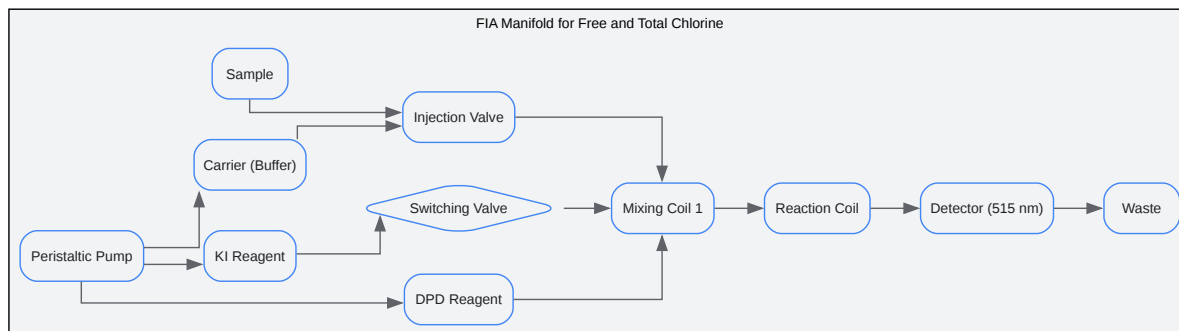 FIA Manifold for Free and Total Chlorine
Sample
Injection Valve
Carrier (Buffer)
Switching Valve
Mixing Coil 1
Reaction Coil
Detector (515 nm)
Waste
Peristaltic Pump
KI Reagent
DPD Reagent